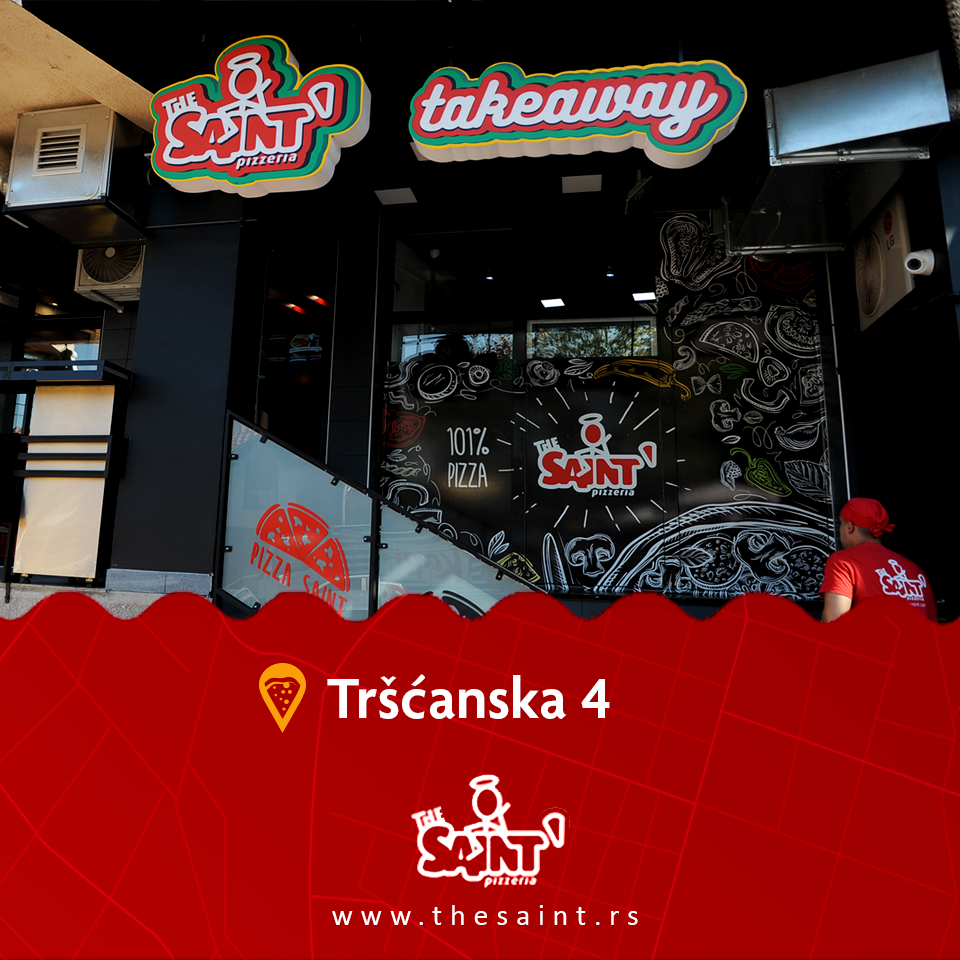 THE
SAINT
pizzeria
takeaway
LG
101%
PIZZA
THE
SAINT
pizzeria
PIZZA SAINT
SAINT
Tršćanska 4
THE
SAINT
pizzeria
www.thesaint.rs